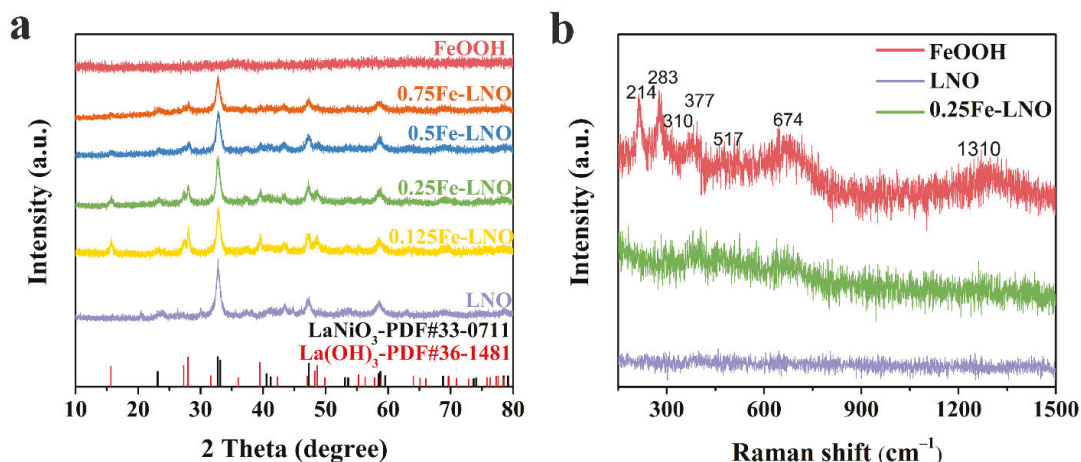 a
FeOOH
0.75Fe-LNO
0.5Fe-LNO
0.25Fe-LNO
0.125Fe-LNO
LNO
LaNiO3-PDF#33-0711
La(OH)3-PDF#36-1481
Intensity (a.u.)
10 20 30 40 50 60 70 80
2 Theta (degree)
b
FeOOH
LNO
0.25Fe-LNO
214
283
310
377
517
674
1310
Intensity (a.u.)
300 600 900 1200 1500
Raman shift (cm⁻¹)